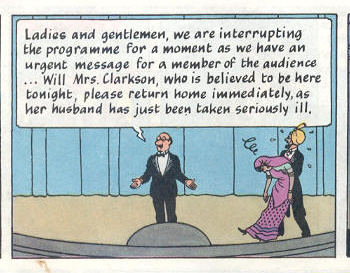 Ladies and gentlemen, we are interrupting
the programme for a moment as we have an
urgent message for a member of the audience
... Will Mrs. Clarkson, who is believed to be here
tonight, please return home immediately, as
her husband has just been taken seriously ill.